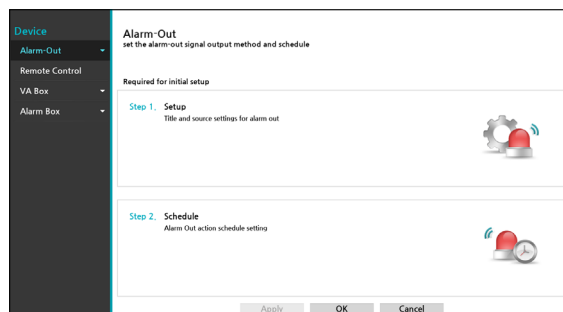 Device
Alarm-Out
Remote Control
VA Box
Alarm Box
Alarm-Out
set the alarm-out signal output method and schedule
Required for initial setup
Step 1. Setup
Title and source settings for alarm out
Step 2. Schedule
Alarm Out action schedule setting
Apply OK Cancel